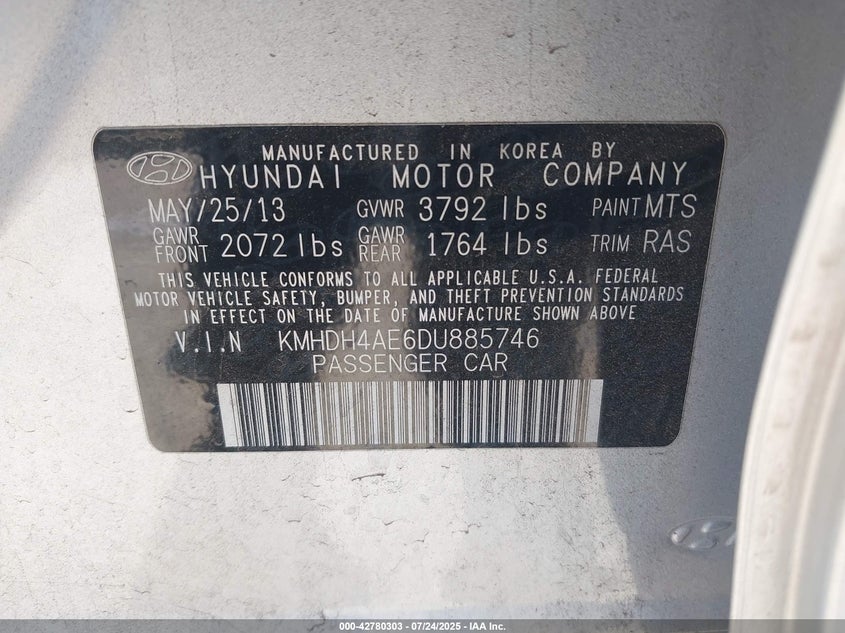 MANUFACTURED IN KOREA BY
HYUNDAI MOTOR COMPANY
MAY/25/13 GVWR 3792 lbs PAINT MTS
GAWR FRONT 2072 lbs GAWR REAR 1764 lbs TRIM RAS
THIS VEHICLE CONFORMS TO ALL APPLICABLE U.S.A. FEDERAL
MOTOR VEHICLE SAFETY, BUMPER, AND THEFT PREVENTION STANDARDS
IN EFFECT ON THE DATE OF MANUFACTURE SHOWN ABOVE
V.I.N KMHDH4AE6DU885746
PASSENGER CAR
000-42780303 / 07/24/2025 - IAA Inc.